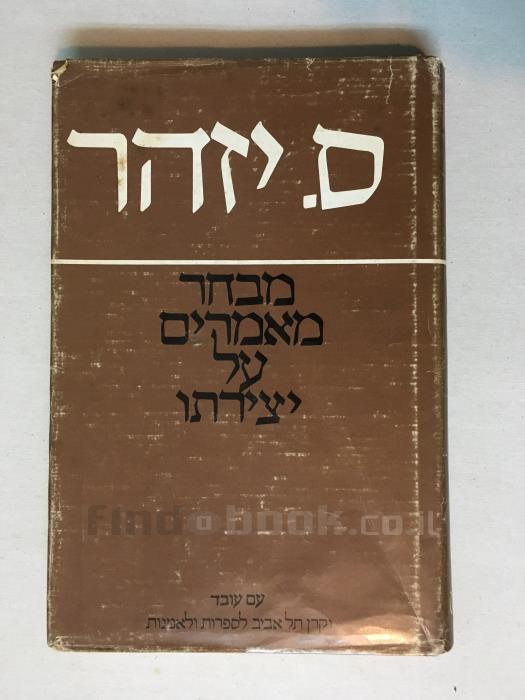 ס. יזהר
מבחר
מאמרים
על
יצירתו
findabook.co.il
עם עובד
וקרן תל אביב לספרות ולאמנות